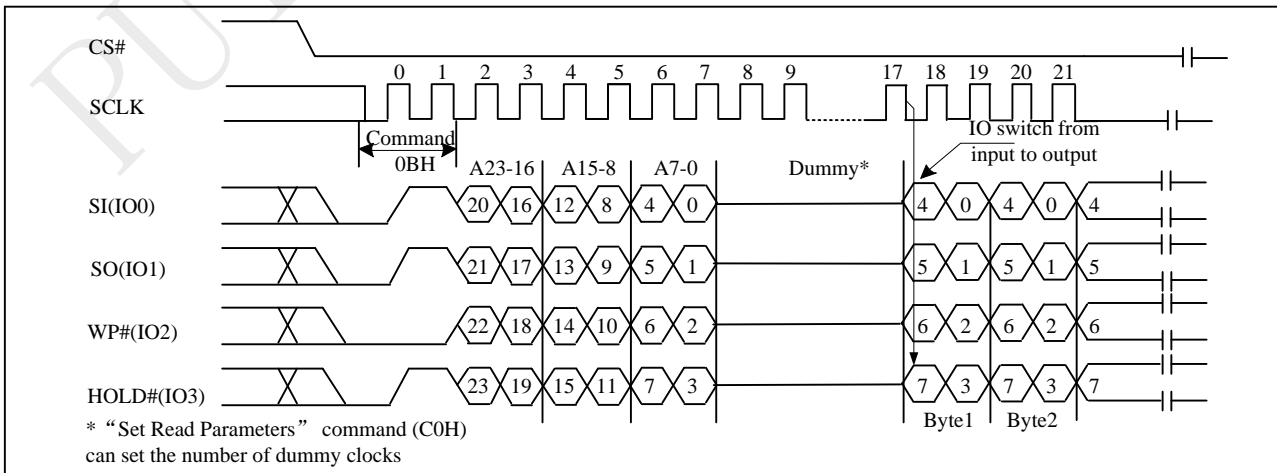 PU
CS#
0 1 2 3 4 5 6 7 8 9 17 18 19 20 21
SCLK
Command
0BH
IO switch from
input to output
A23-16 A15-8 A7-0 Dummy*
SI(IO0) 20 16 12 8 4 0 4 0 4 0 4
SO(IO1) 21 17 13 9 5 1 5 1 5 1 5
WP#(IO2) 22 18 14 10 6 2 6 2 6 2 6
HOLD#(IO3) 23 19 15 11 7 3 7 3 7 3 7
Byte1 Byte2
* “Set Read Parameters” command (C0H)
can set the number of dummy clocks